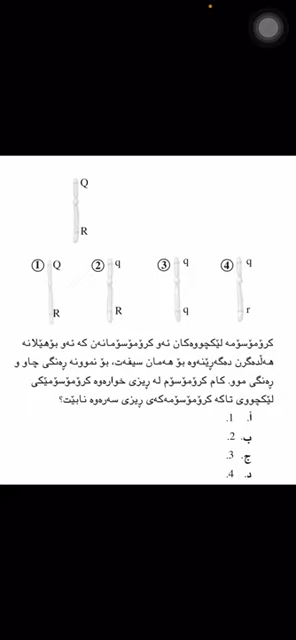 Q
R
① Q ② q ③ q ④ q
R R q r
کرۆمۆسۆمە لێکچووەکان ئەو کرۆمۆسۆمانەن کە ئەو بۆهێڵانە
هەڵدەگرن دەگەڕێنەوە بۆ هەمان سیفەت، بۆ نموونە ڕەنگی چاو و
ڕەنگی موو. کام کرۆمۆسۆم لە ڕیزی خوارەوە کرۆمۆسۆمێکی
لێکچووی تاکە کرۆمۆسۆمەکەی ڕیزی سەرەوە نابێت؟
أ. 1.
ب. 2.
ج. 3.
د. 4.